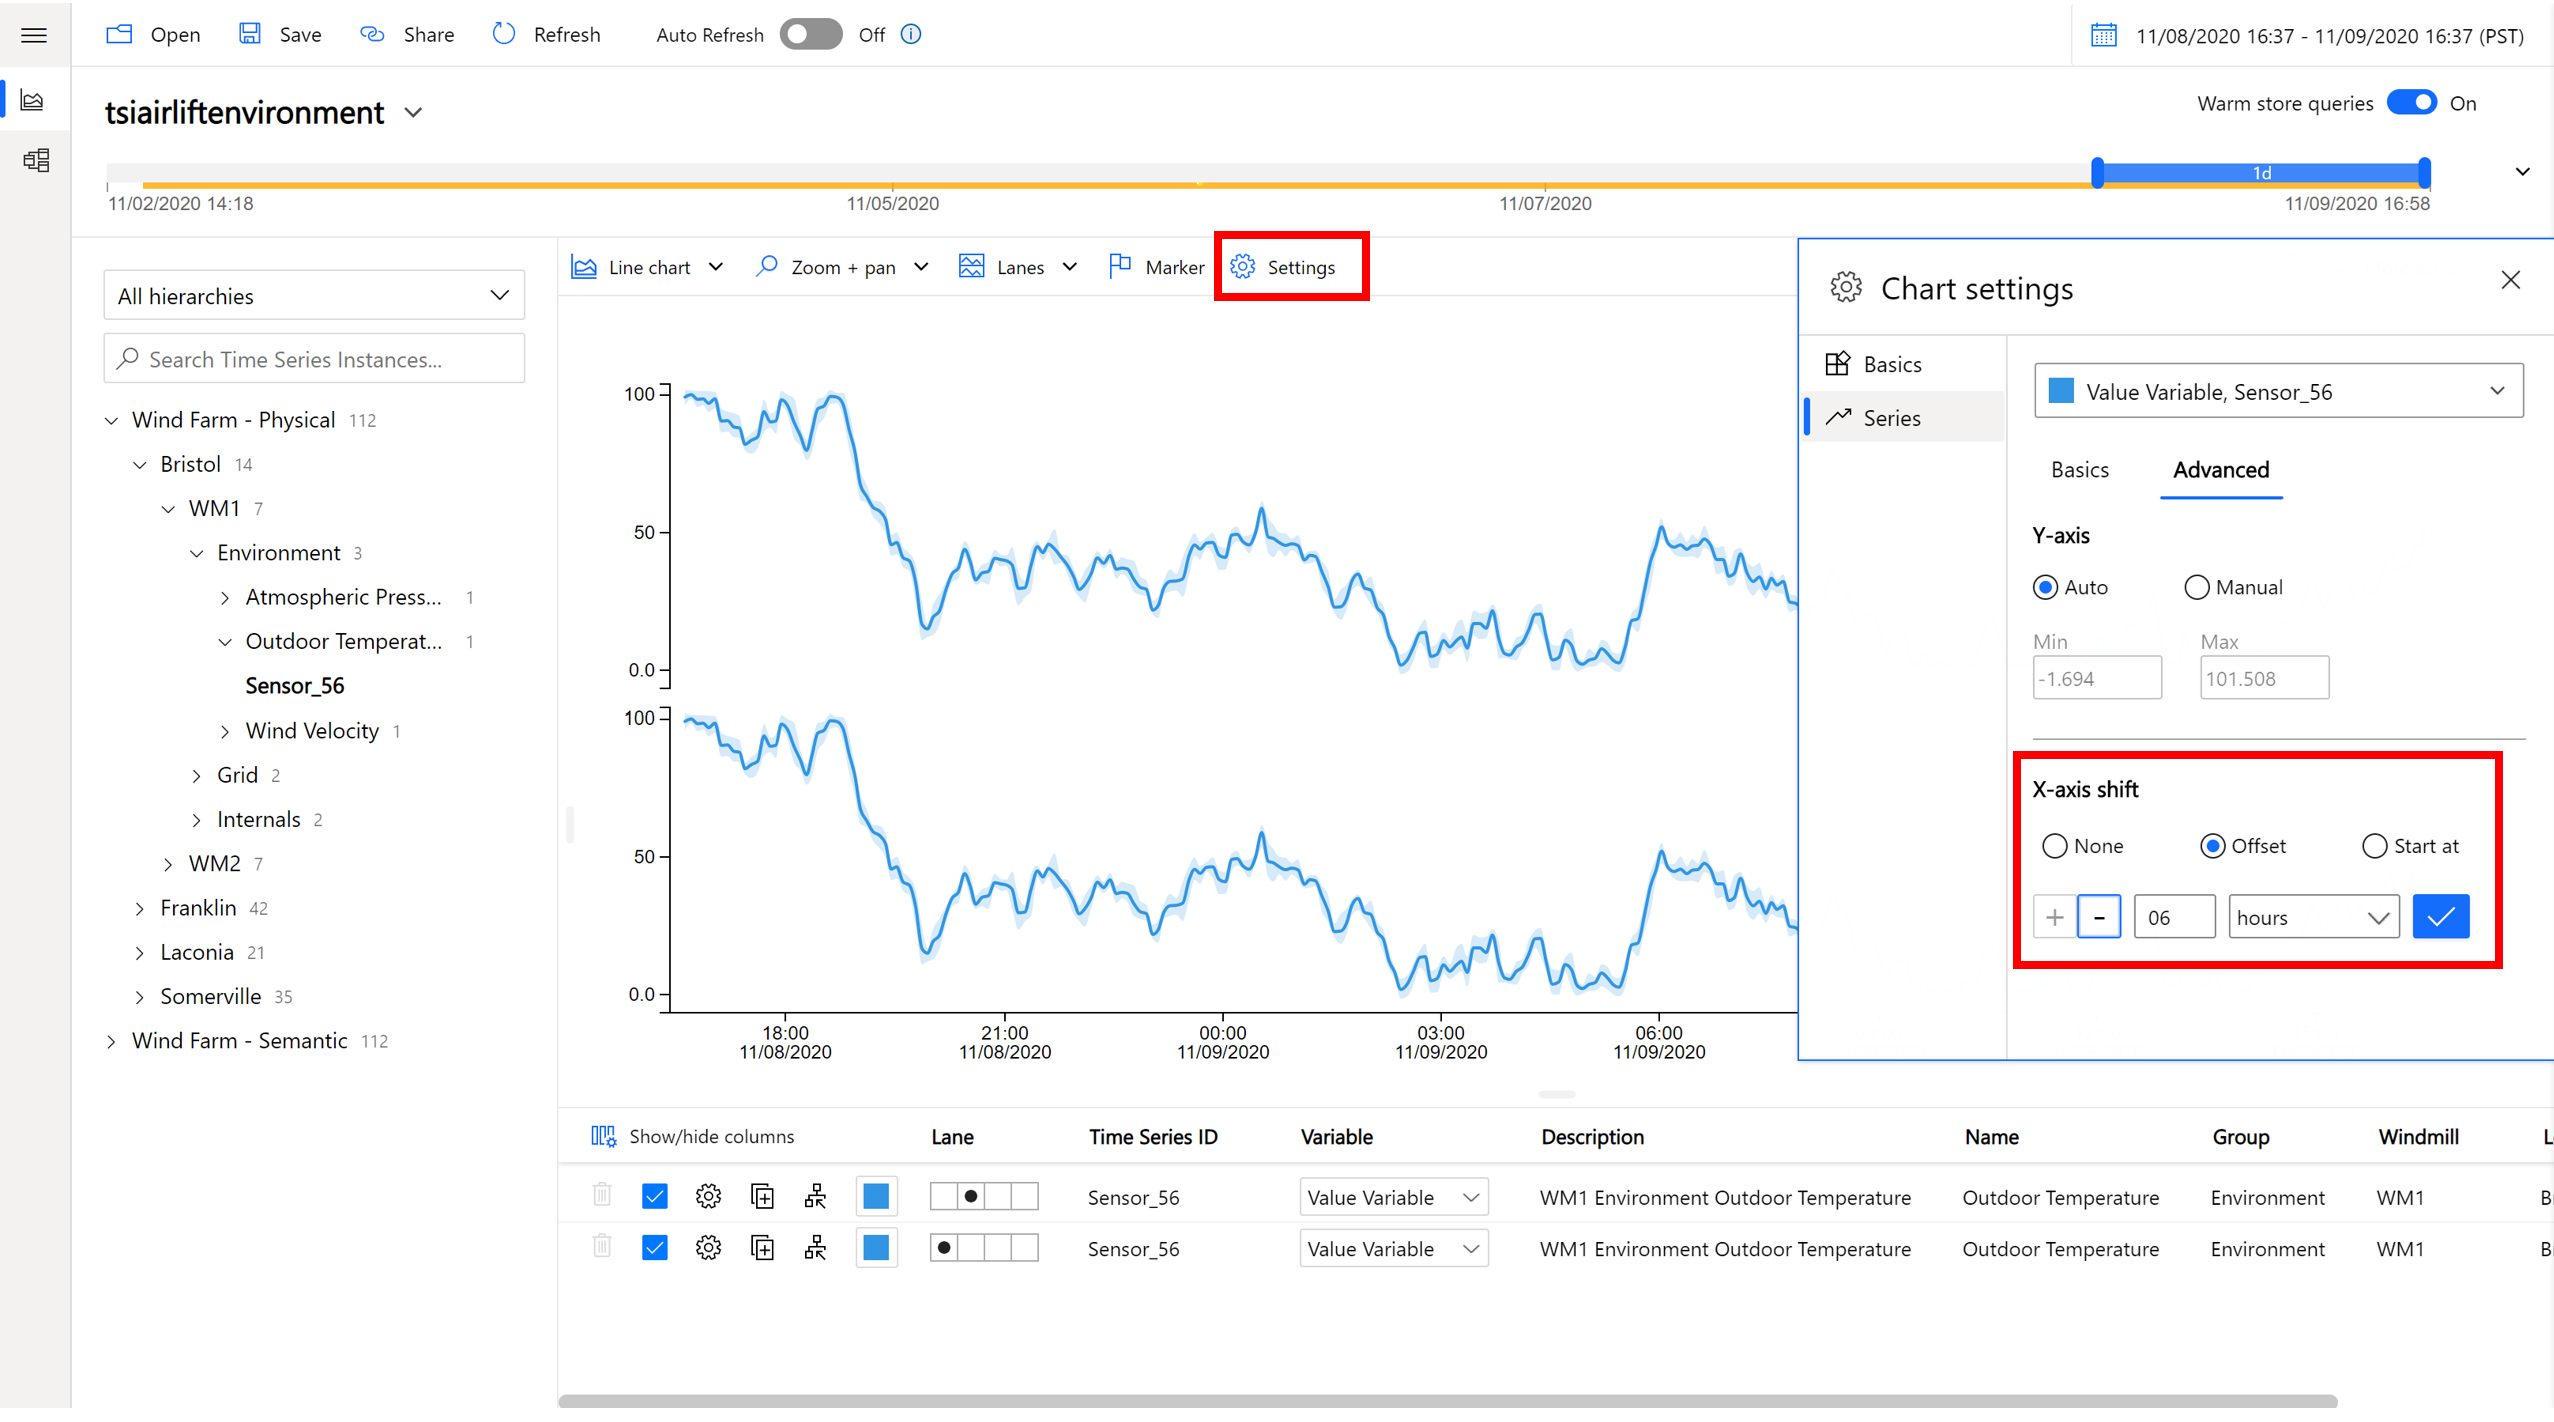 Open Save Share Refresh Auto Refresh Off 11/08/2020 16:37 - 11/09/2020 16:37 (PST)
tsiairliftenvironment
Warm store queries On
1d
11/02/2020 14:18 11/05/2020 11/07/2020 11/09/2020 16:58
All hierarchies
Search Time Series Instances...
Wind Farm - Physical 112
Bristol 14
WM1 7
Environment 3
Atmospheric Press... 1
Outdoor Temperat... 1
Sensor_56
Wind Velocity 1
Grid 2
Internals 2
WM2 7
Franklin 42
Laconia 21
Somerville 35
Wind Farm - Semantic 112
Line chart Zoom + pan Lanes Marker Settings
100
50
0.0
100
50
0.0
18:00 21:00 00:00 03:00 06:00
11/08/2020 11/08/2020 11/09/2020 11/09/2020 11/09/2020
Chart settings
Basics
Series
Value Variable, Sensor_56
Basics Advanced
Y-axis
Auto Manual
Min Max
-1.694 101.508
X-axis shift
None Offset Start at
+ - 06 hours
Show/hide columns Lane Time Series ID Variable Description Name Group Windmill
Sensor_56 Value Variable WM1 Environment Outdoor Temperature Outdoor Temperature Environment WM1
Sensor_56 Value Variable WM1 Environment Outdoor Temperature Outdoor Temperature Environment WM1